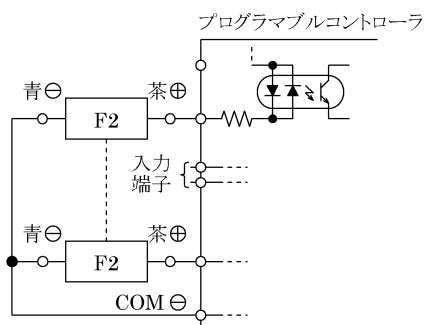 プログラマブルコントローラ
青⊖ 茶⊕
F2
入力
端子
青⊖ 茶⊕
F2
COM⊖